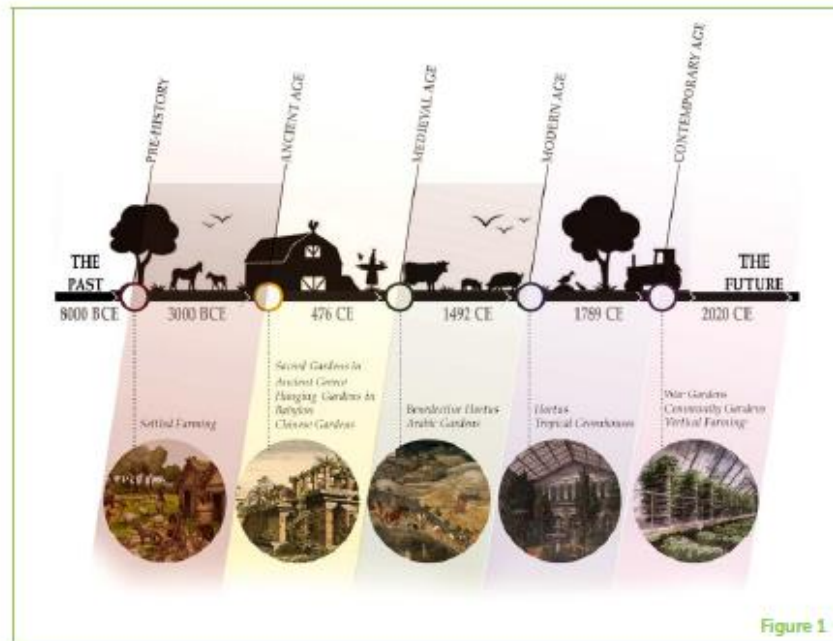 PRE-HISTORY
ANCIENT AGE
MEDIEVAL AGE
MODERN AGE
CONTEMPORARY AGE
THE PAST
THE FUTURE
8000 BCE
3000 BCE
476 CE
1492 CE
1789 CE
2020 CE
Settled Farming
Sacred Gardens in
Ancient Greece
Hanging Gardens in
Babylon
Chinese Gardens
Benedictive Hortus
Arabic Gardens
Hortus
Tropical Greenhouses
War Gardens
Community Gardens
Vertical Farming
Figure 1